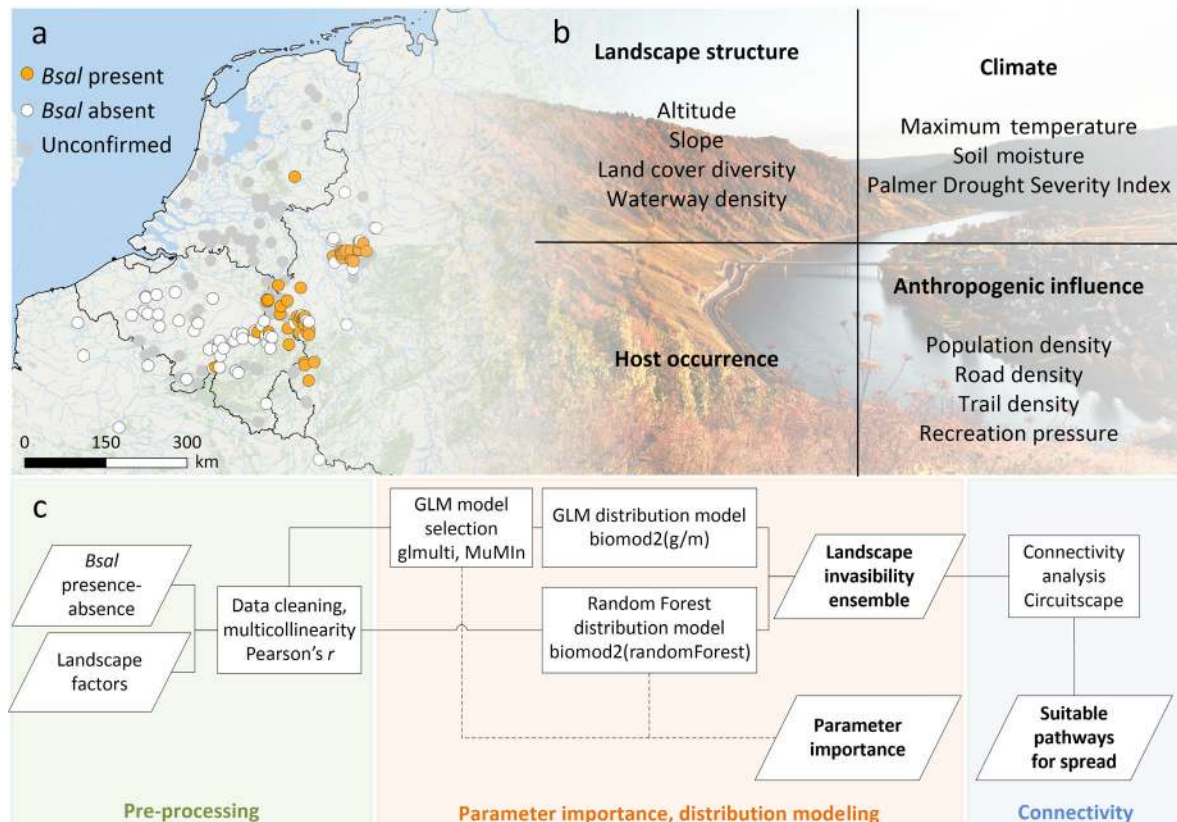 a
Bsal present
Bsal absent
Unconfirmed
0 150 300
km
b
Landscape structure
Altitude
Slope
Land cover diversity
Waterway density
Climate
Maximum temperature
Soil moisture
Palmer Drought Severity Index
Host occurrence
Anthropogenic influence
Population density
Road density
Trail density
Recreation pressure
c
Bsal
presence-
absence
Landscape
factors
Data cleaning,
multicollinearity
Pearson's r
GLM model
selection
glmulti, MuMIn
GLM distribution model
biomod2(g/m)
Random Forest
distribution model
biomod2(randomForest)
Landscape
invasibility
ensemble
Parameter
importance
Connectivity
analysis
Circuitscape
Suitable
pathways
for spread
Pre-processing
Parameter importance, distribution modeling
Connectivity